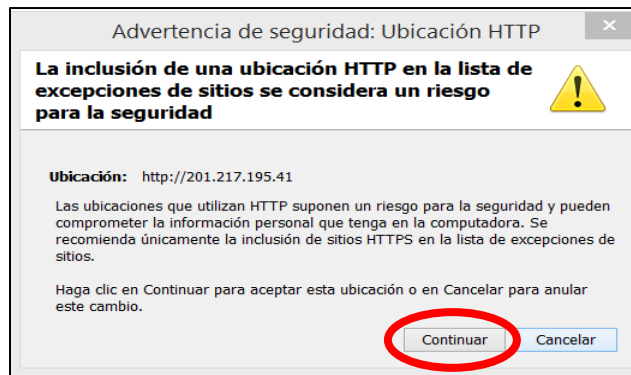 Advertencia de seguridad: Ubicación HTTP
La inclusión de una ubicación HTTP en la lista de
excepciones de sitios se considera un riesgo
para la seguridad
Ubicación: http://201.217.195.41
Las ubicaciones que utilizan HTTP suponen un riesgo para la seguridad y pueden
comprometer la información personal que tenga en la computadora. Se
recomienda únicamente la inclusión de sitios HTTPS en la lista de excepciones de
sitios.
Haga clic en Continuar para aceptar esta ubicación o en Cancelar para anular
este cambio.
Continuar Cancelar